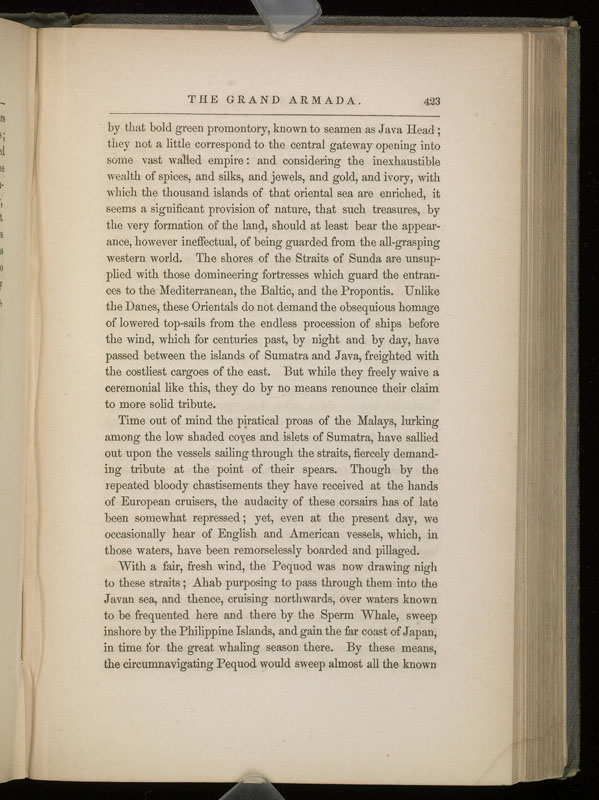 THE GRAND ARMADA. 423
by that bold green promontory, known to seamen as Java Head;
they not a little correspond to the central gateway opening into
some vast walled empire: and considering the inexhaustible
wealth of spices, and silks, and jewels, and gold, and ivory, with
which the thousand islands of that oriental sea are enriched, it
seems a significant provision of nature, that such treasures, by
the very formation of the land, should at least bear the appear-
ance, however ineffectual, of being guarded from the all-grasping
western world. The shores of the Straits of Sunda are unsup-
plied with those domineering fortresses which guard the entran-
ces to the Mediterranean, the Baltic, and the Propontis. Unlike
the Danes, these Orientals do not demand the obsequious homage
of lowered top-sails from the endless procession of ships before
the wind, which for centuries past, by night and by day, have
passed between the islands of Sumatra and Java, freighted with
the costliest cargoes of the east. But while they freely waive a
ceremonial like this, they do by no means renounce their claim
to more solid tribute.
Time out of mind the piratical proas of the Malays, lurking
among the low shaded coves and islets of Sumatra, have sallied
out upon the vessels sailing through the straits, fiercely demand-
ing tribute at the point of their spears. Though by the
repeated bloody chastisements they have received at the hands
of European cruisers, the audacity of these corsairs has of late
been somewhat repressed; yet, even at the present day, we
occasionally hear of English and American vessels, which, in
those waters, have been remorselessly boarded and pillaged.
With a fair, fresh wind, the Pequod was now drawing nigh
to these straits; Ahab purposing to pass through them into the
Javan sea, and thence, cruising northwards, over waters known
to be frequented here and there by the Sperm Whale, sweep
inshore by the Philippine Islands, and gain the far coast of Japan,
in time for the great whaling season there. By these means,
the circumnavigating Pequod would sweep almost all the known